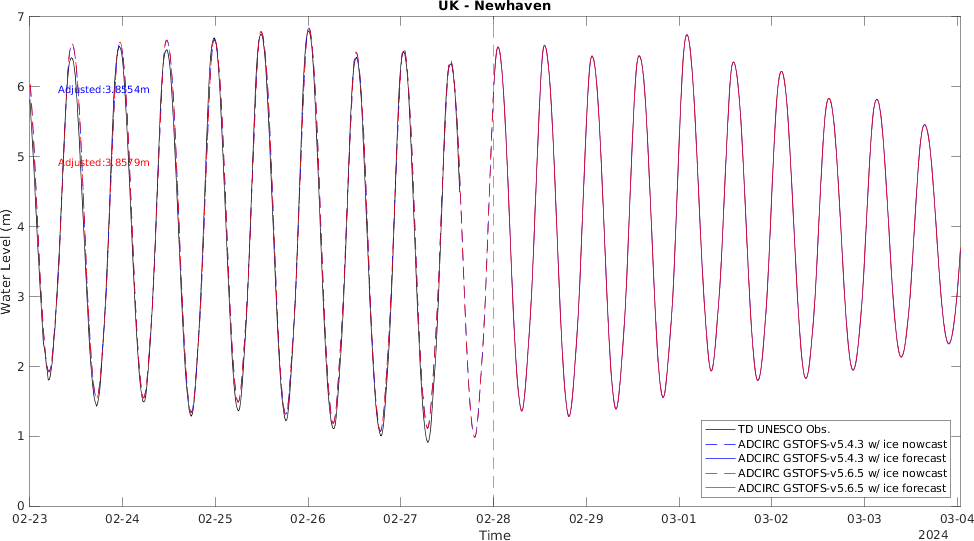 UK - Newhaven
7
6
5
4
3
2
1
0
Water Level (m)
Adjusted:3.8554m
Adjusted:3.8579m
TD UNESCO Obs.
ADCIRC GSTOFS-v5.4.3 w/ ice nowcast
ADCIRC GSTOFS-v5.4.3 w/ ice forecast
ADCIRC GSTOFS-v5.6.5 w/ ice nowcast
ADCIRC GSTOFS-v5.6.5 w/ ice forecast
02-23 02-24 02-25 02-26 02-27 02-28 02-29 03-01 03-02 03-03 03-04
Time
2024